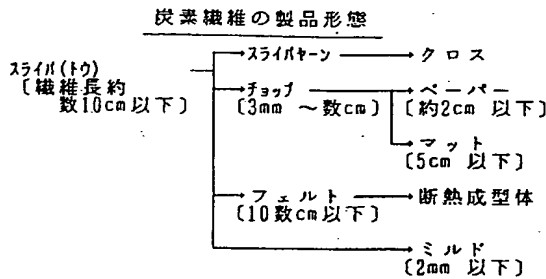 炭素繊維の製品形態
スライバヤーン クロス
スライバ(トウ)
〔繊維長約
数10cm以下〕
チョップ ペーパー
〔3mm ～数cm〕 〔約2cm 以下〕
マット
〔5cm 以下〕
フェルト 断熱成型体
〔10数cm以下〕
ミルド
〔2mm 以下〕